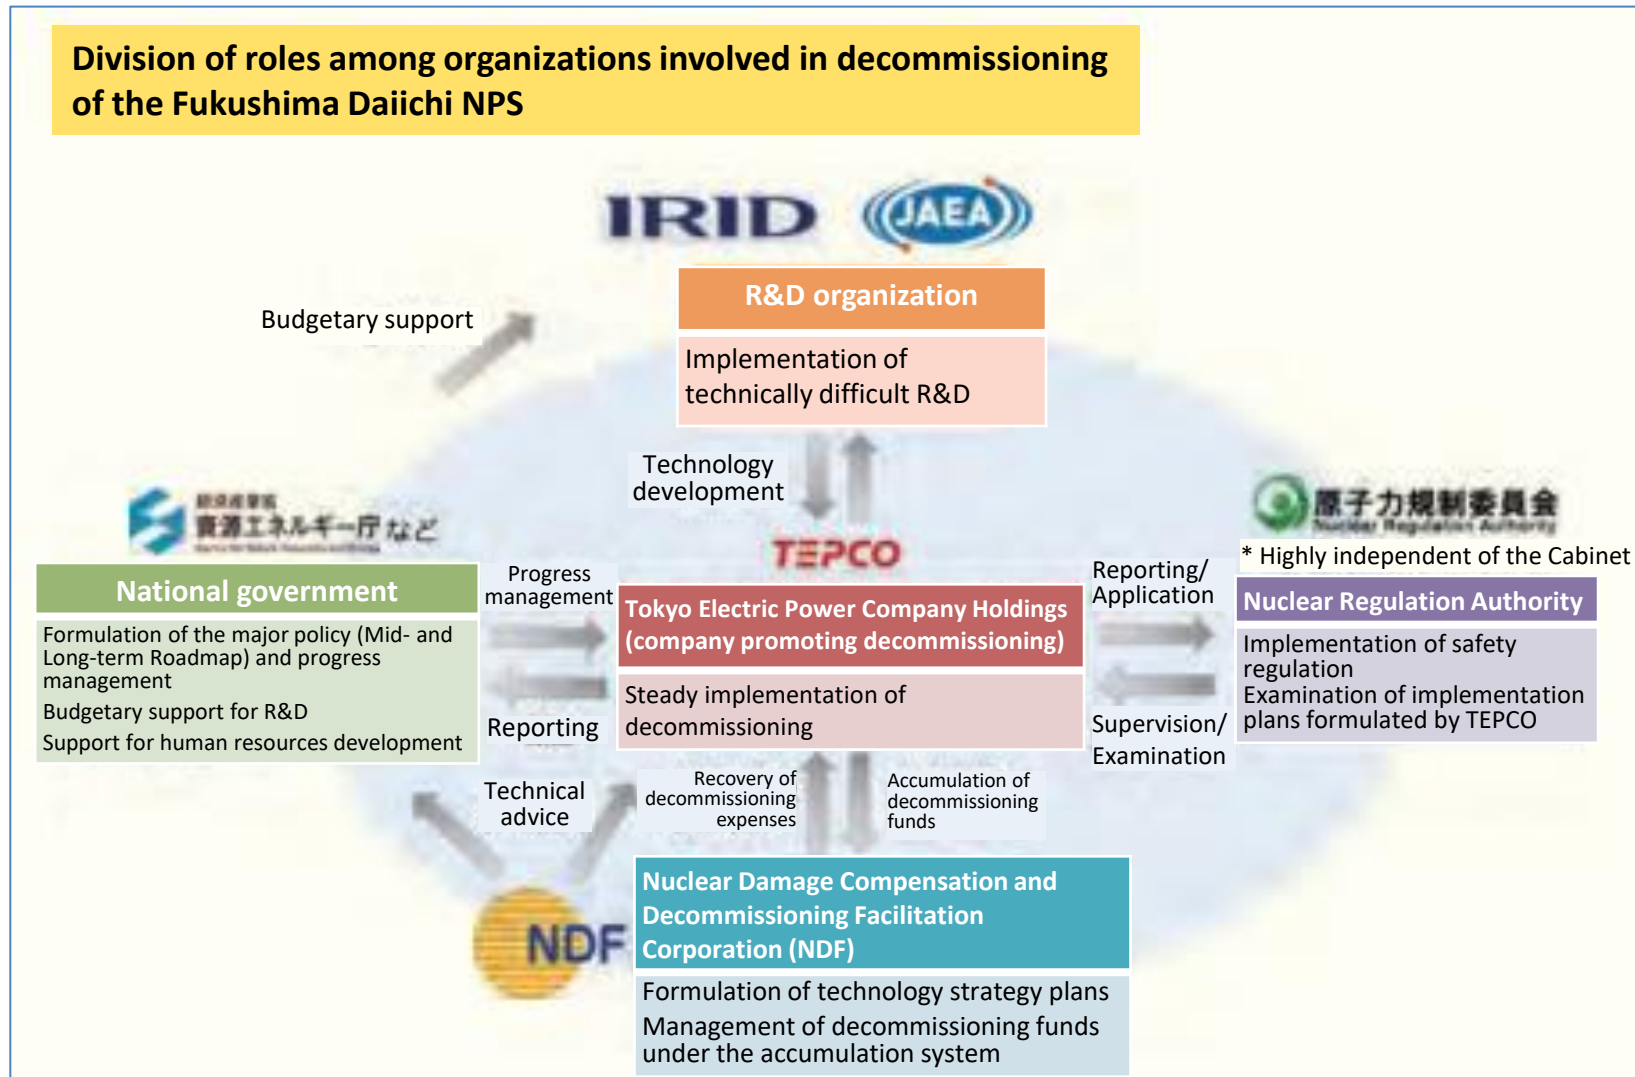 Division of roles among organizations involved in decommissioning
of the Fukushima Daiichi NPS
IRID
JAEA
R&D organization
Budgetary support
Implementation of
technically difficult R&D
Technology
development
経済産業省
資源エネルギー庁など
TEPCO
原子力規制委員会
Nuclear Regulation Authority
* Highly independent of the Cabinet
National government
Formulation of the major policy (Mid- and
Long-term Roadmap) and progress
management
Budgetary support for R&D
Support for human resources development
Progress
management
Reporting
Tokyo Electric Power Company Holdings
(company promoting decommissioning)
Steady implementation of
decommissioning
Reporting/
Application
Supervision/
Examination
Nuclear Regulation Authority
Implementation of safety
regulation
Examination of implementation
plans formulated by TEPCO
Technical
advice
Recovery of
decommissioning
expenses
Accumulation of
decommissioning
funds
NDF
Nuclear Damage Compensation and
Decommissioning Facilitation
Corporation (NDF)
Formulation of technology strategy plans
Management of decommissioning funds
under the accumulation system